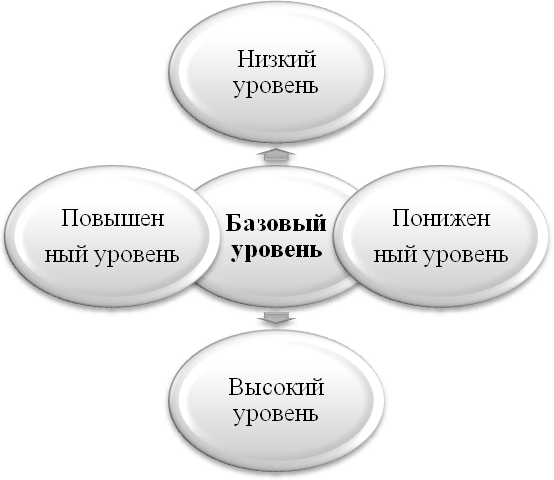 Низкий
уровень
Повышен
ный уровень
Базовый
уровень
Понижен
ный уровень
Высокий
уровень